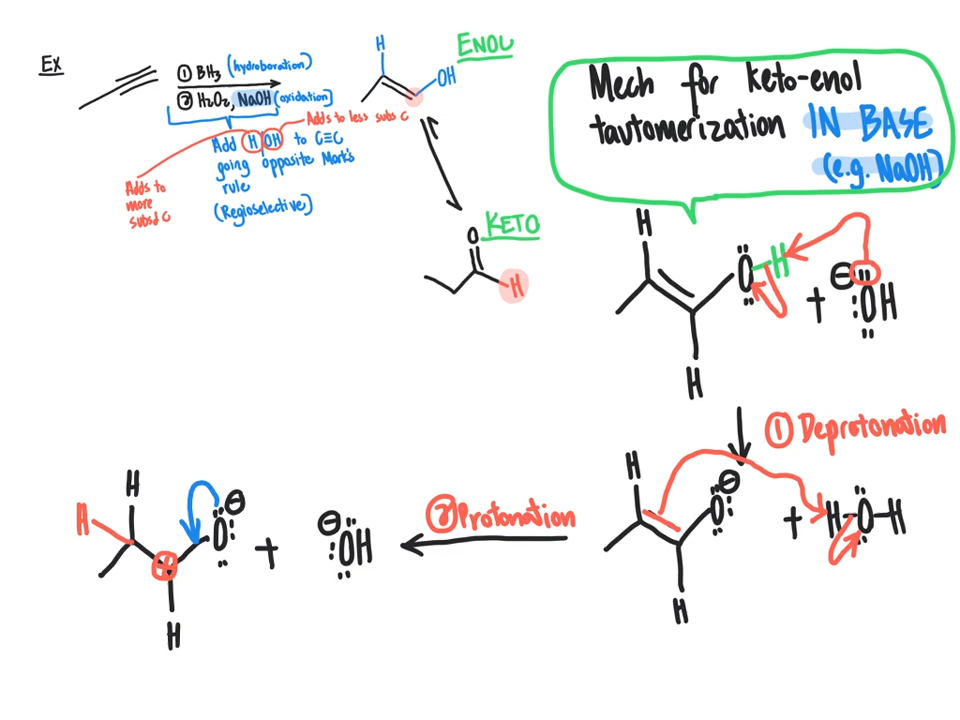 Ex
① BH3 (hydroboration)
② H2O2, NaOH (oxidation)
Adds to less subs C
Add H OH to C≡C
going opposite Mark's
rule
(Regioselective)
Adds to
more
subsd C
H
OH
ENOL
KETO
O
H
Mech for keto-enol
tautomerization IN BASE
(e.g. NaOH)
H
O-H
+
⊖ :OH
H
① Deprotonation
H
O: ⊖
+
H-O-H
H
② Protonation
H
H
O: ⊖
+
⊖ :OH
+
H